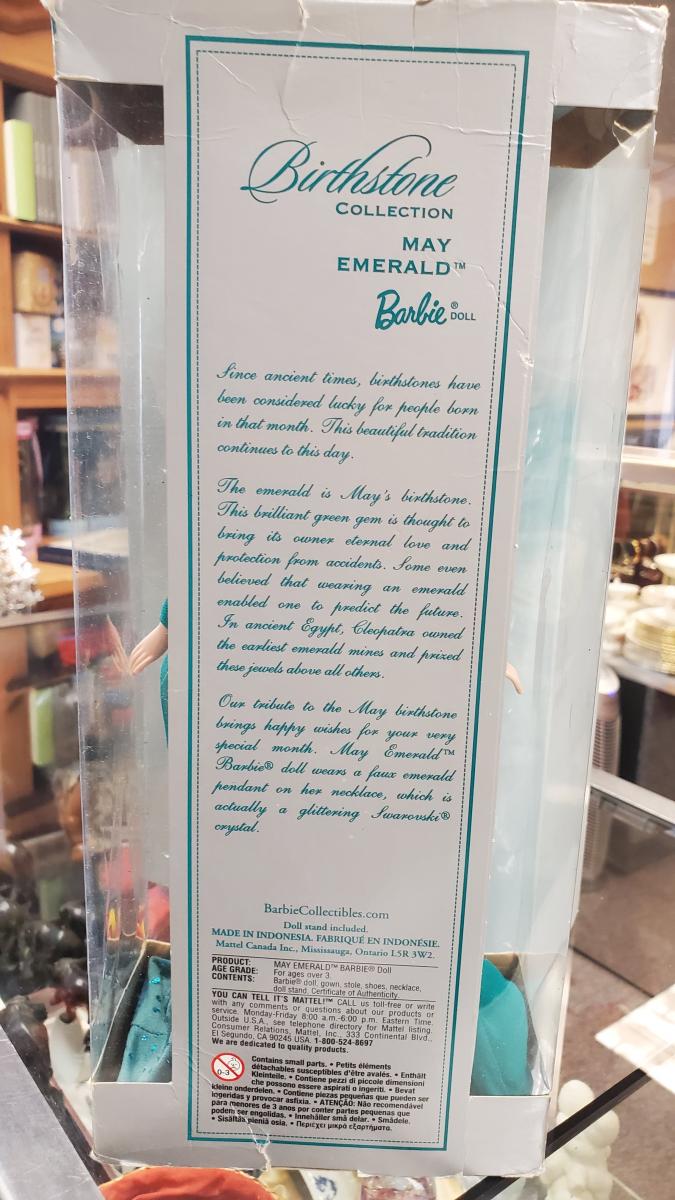 Birthstone
COLLECTION
MAY
EMERALD™
Barbie® DOLL
Since ancient times, birthstones have
been considered lucky for people born
in that month. This beautiful tradition
continues to this day.
The emerald is May's birthstone.
This brilliant green gem is thought to
bring its owner eternal love and
protection from accidents. Some even
believed that wearing an emerald
enabled one to predict the future.
In ancient Egypt, Cleopatra owned
the earliest emerald mines and prized
these jewels above all others.
Our tribute to the May birthstone
brings happy wishes for your very
special month. May Emerald™
Barbie® doll wears a faux emerald
pendant on her necklace, which is
actually a glittering Swarovski®
crystal.
BarbieCollectibles.com
Doll stand included.
MADE IN INDONESIA. FABRIQUÉ EN INDONÉSIE.
Mattel Canada Inc., Mississauga, Ontario L5R 3W2.
PRODUCT: MAY EMERALD™ BARBIE® Doll
AGE GRADE: For ages over 3.
CONTENTS: Barbie® doll, gown, stole, shoes, necklace,
doll stand, Certificate of Authenticity.
YOU CAN TELL IT'S MATTEL!™ CALL us toll-free or write
with any comments or questions about our products or
service. Monday-Friday 8:00 a.m.-6:00 p.m. Eastern Time.
Outside U.S.A., see telephone directory for Mattel listing.
Consumer Relations, Mattel, Inc., 333 Continental Blvd.,
El Segundo, CA 90245 USA. 1-800-524-8697
We are dedicated to quality products.
0-3
Contains small parts. • Petits éléments
détachables susceptibles d'être avalés. • Enthält
Kleinteile. • Contiene pezzi di piccole dimensioni
che possono essere aspirati o ingeriti. • Bevat
kleine onderdelen. • Contiene piezas pequeñas que pueden ser
ingeridas y provocar asfixia. • ATENÇÃO: Não recomendável
para menores de 3 anos por conter partes pequenas que
podem ser engolidas. • Innehåller små delar. • Smådele.
• Sisältää pieniä osia. • Περιέχει μικρά εξαρτήματα.